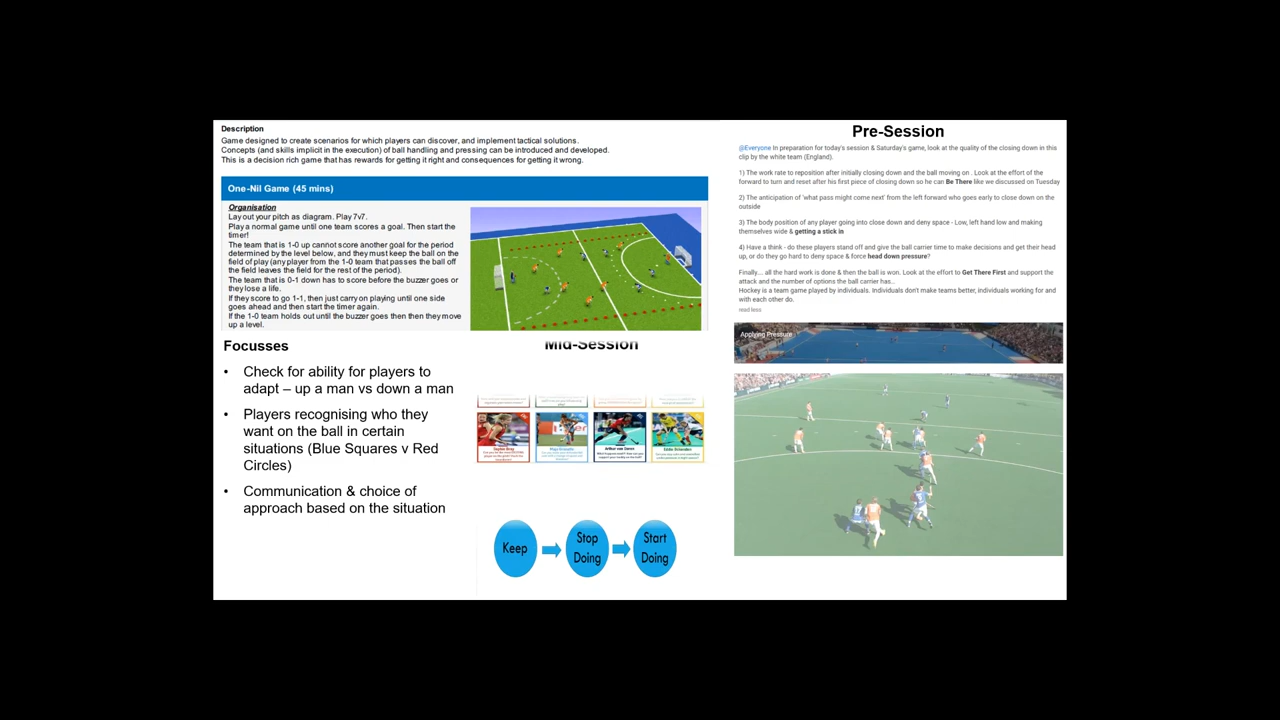 Description
Game designed to create scenarios for which players can discover, and implement tactical solutions.
Concepts (and skills implicit in the execution) of ball handling and pressing can be introduced and developed.
This is a decision rich game that has rewards for getting it right and consequences for getting it wrong.
One-Nil Game (45 mins)
Organisation
Lay out your pitch as diagram. Play 7v7.
Play a normal game until one team scores a goal. Then start the
timer!
The team that is 1-0 up cannot score another goal for the period
determined by the level below, and they must keep the ball on the
field of play (any player from the 1-0 team that passes the ball off
the field leaves the field for the rest of the period).
The team that is 0-1 down has to score before the buzzer goes or
they lose a life.
If they score to go 1-1, then just carry on playing until one side
goes ahead and then start the timer again.
If the 1-0 team holds out until the buzzer goes then then they move
up a level.
Focusses
• Check for ability for players to
adapt – up a man vs down a man
• Players recognising who they
want on the ball in certain
situations (Blue Squares v Red
Circles)
• Communication & choice of
approach based on the situation
Mid-Session
Keep
Stop
Doing
Start
Doing
Pre-Session
@Everyone In preparation for today's session & Saturday's game, look at the quality of the closing down in this
clip by the white team (England).
1) The work rate to reposition after initially closing down and the ball moving on . Look at the effort of the
forward to turn and reset after his first piece of closing down so he can Be There like we discussed on Tuesday
2) The anticipation of 'what pass might come next' from the left forward who goes early to close down on the
outside
3) The body position of any player going into close down and deny space - Low, left hand low and making
themselves wide & getting a stick in
4) Have a think - do these players stand off and give the ball carrier time to make decisions and get their head
up, or do they go hard to deny space & force head down pressure?
Finally.... all the hard work is done & then the ball is won. Look at the effort to Get There First and support the
attack and the number of options the ball carrier has...
Hockey is a team game played by individuals. Individuals don't make teams better, individuals working for and
with each other do.
read less
Applying Pressure